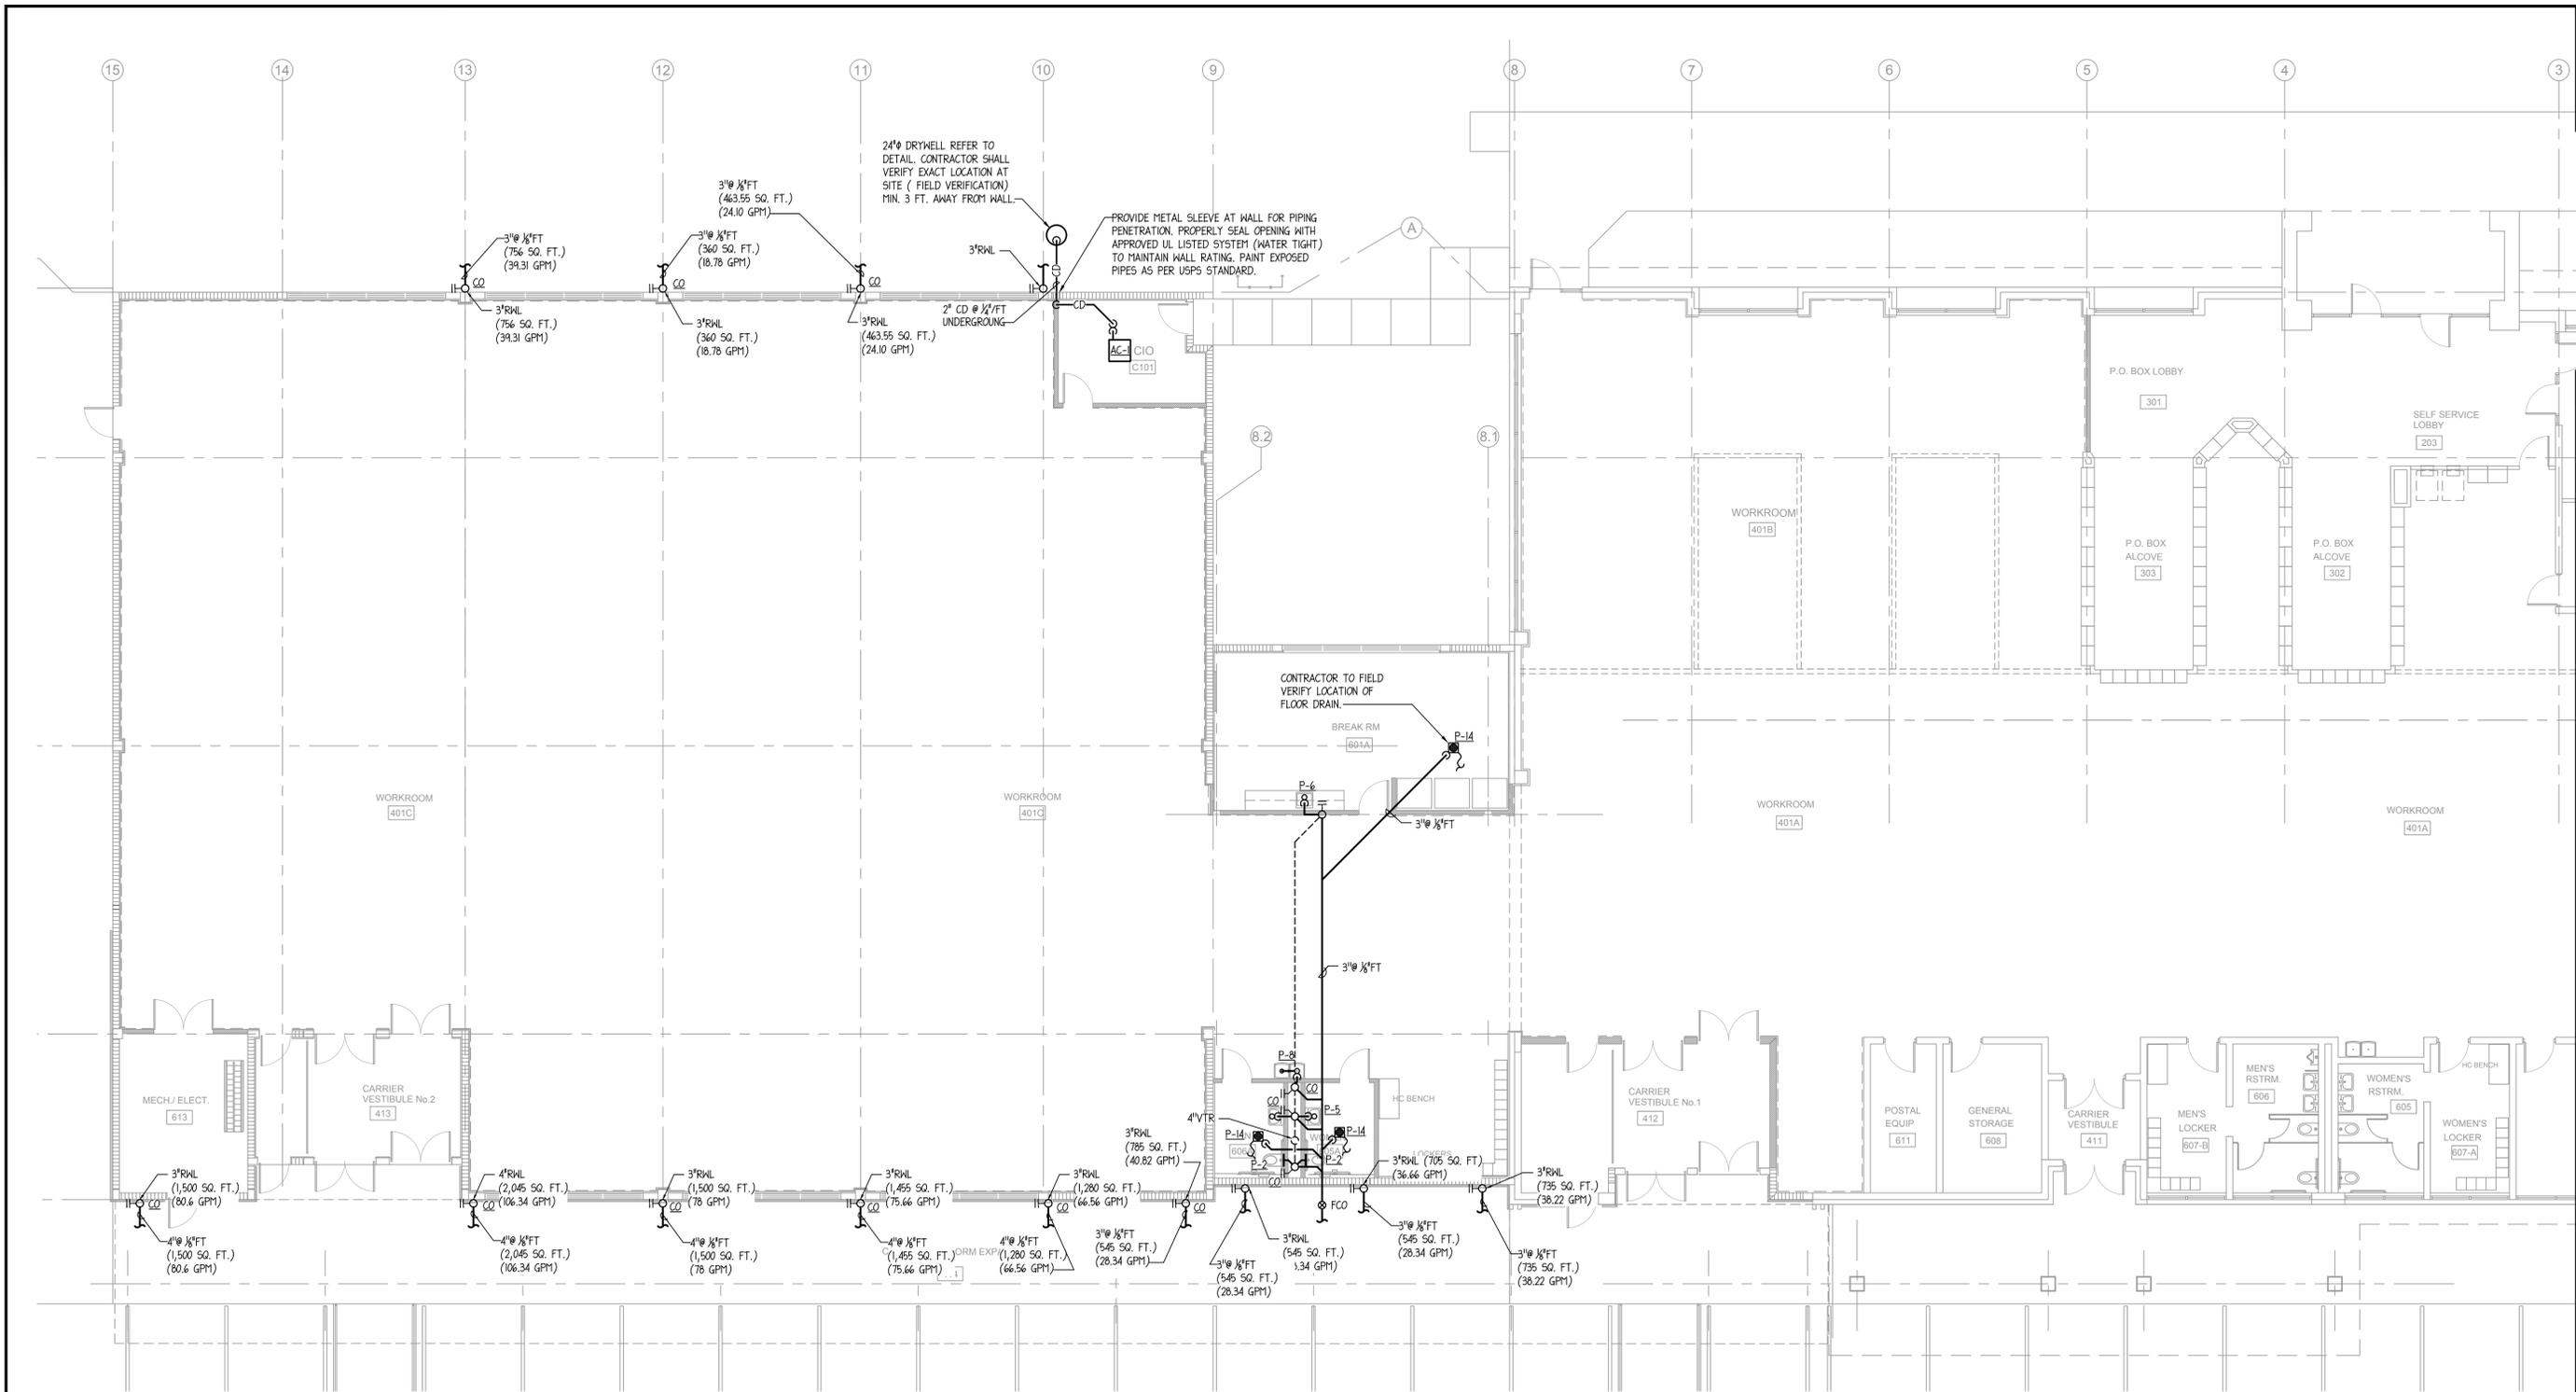 15
14
13
12
11
10
9
8
7
6
5
4
3
24"Ø DRYWELL REFER TO
DETAIL. CONTRACTOR SHALL
VERIFY EXACT LOCATION AT
SITE ( FIELD VERIFICATION)
MIN. 3 FT. AWAY FROM WALL.
3"@ ⅛"FT
(463.55 SQ. FT.)
(24.10 GPM)
PROVIDE METAL SLEEVE AT WALL FOR PIPING
PENETRATION. PROPERLY SEAL OPENING WITH
APPROVED UL LISTED SYSTEM (WATER TIGHT)
TO MAINTAIN WALL RATING. PAINT EXPOSED
PIPES AS PER USPS STANDARD.
A
3"@ ⅛"FT
(756 SQ. FT.)
(39.31 GPM)
3"@ ⅛"FT
(360 SQ. FT.)
(18.78 GPM)
3"RWL
CD
CO
CO
CO
CD
3"RWL
(756 SQ. FT.)
(39.31 GPM)
3"RWL
(360 SQ. FT.)
(18.78 GPM)
3"RWL
(463.55 SQ. FT.)
(24.10 GPM)
2" CD @ ¼"/FT
UNDERGROUNG
AC-1
CIO
C101
P.O. BOX LOBBY
301
SELF SERVICE
LOBBY
203
8.2
8.1
WORKROOM
401B
P.O. BOX
ALCOVE
303
P.O. BOX
ALCOVE
302
CONTRACTOR TO FIELD
VERIFY LOCATION OF
FLOOR DRAIN.
BREAK RM
601A
P-14
P-6
3"@ ⅛"FT
WORKROOM
401C
WORKROOM
401C
WORKROOM
401A
WORKROOM
401A
3"@ ⅛"FT
MECH./ ELECT.
613
CARRIER
VESTIBULE No.2
413
P-8
CO
CO
P-5
4"VTR
P-14
P-14
606A
P-2
P-2
CO
HC BENCH
LOCKERS
CARRIER
VESTIBULE No.1
412
POSTAL
EQUIP
611
GENERAL
STORAGE
608
CARRIER
VESTIBULE
411
MEN'S
LOCKER
607-B
MEN'S
RSTRM.
606
WOMEN'S
RSTRM.
605
HC BENCH
WOMEN'S
LOCKER
607-A
3"RWL
(1,500 SQ. FT.)
(80.6 GPM)
4"RWL
(2,045 SQ. FT.)
(106.34 GPM)
3"RWL
(1,500 SQ. FT.)
(78 GPM)
3"RWL
(1,455 SQ. FT.)
(75.66 GPM)
3"RWL
(1,280 SQ. FT.)
(66.56 GPM)
3"RWL
(785 SQ. FT.)
(40.82 GPM)
3"RWL (705 SQ. FT.)
(36.66 GPM)
3"RWL
(735 SQ. FT.)
(38.22 GPM)
CO
CO
CO
CO
CO
CO
FCO
4"@ ⅛"FT
(1,500 SQ. FT.)
(80.6 GPM)
4"@ ⅛"FT
(2,045 SQ. FT.)
(106.34 GPM)
4"@ ⅛"FT
(1,500 SQ. FT.)
(78 GPM)
4"@ ⅛"FT
(1,455 SQ. FT.)
(75.66 GPM)
ORM EXP
4"@ ⅛"FT
(1,280 SQ. FT.)
(66.56 GPM)
3"@ ⅛"FT
(545 SQ. FT.)
(28.34 GPM)
3"@ ⅛"FT
(545 SQ. FT.)
(28.34 GPM)
3"RWL
(545 SQ. FT.)
.34 GPM)
3"@ ⅛"FT
(545 SQ. FT.)
(28.34 GPM)
3"@ ⅛"FT
(735 SQ. FT.)
(38.22 GPM)